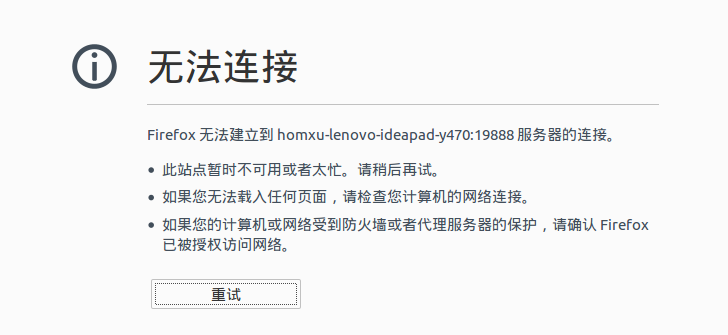 无法连接
Firefox 无法建立到 homxu-lenovo-ideapad-y470:19888 服务器的连接。
• 此站点暂时不可用或者太忙。请稍后再试。
• 如果您无法载入任何页面，请检查您计算机的网络连接。
• 如果您的计算机或网络受到防火墙或者代理服务器的保护，请确认 Firefox
已被授权访问网络。
重试